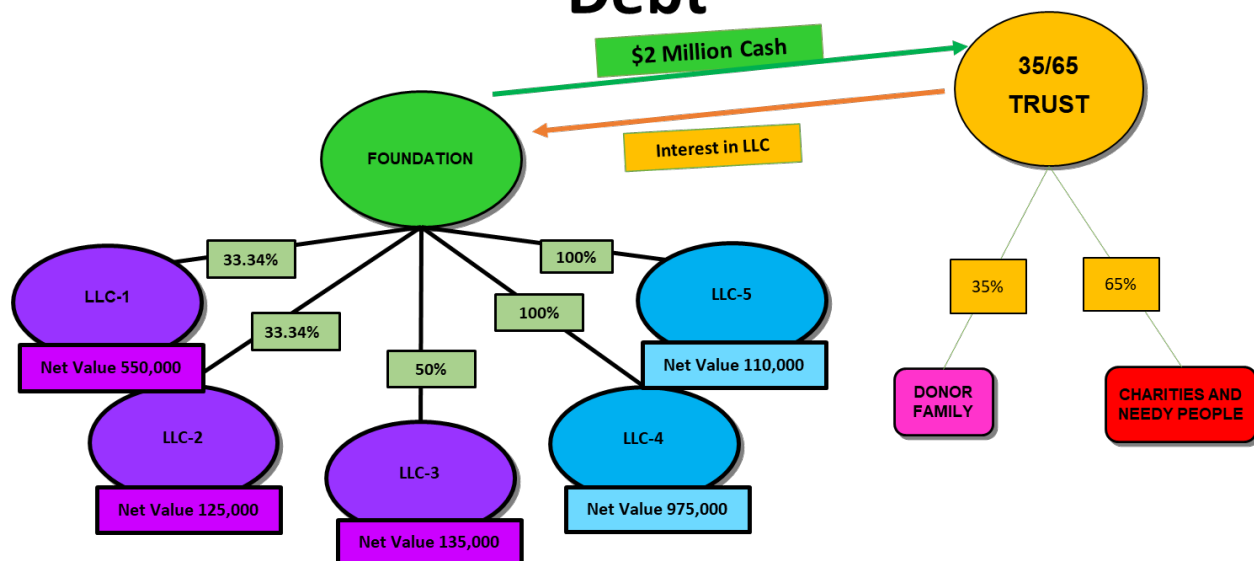 Debt
$2 Million Cash
35/65
TRUST
Interest in LLC
FOUNDATION
33.34%
100%
LLC-1
LLC-5
35%
65%
33.34%
100%
Net Value 550,000
50%
Net Value 110,000
DONOR
FAMILY
CHARITIES AND
NEEDY PEOPLE
LLC-2
LLC-3
LLC-4
Net Value 125,000
Net Value 975,000
Net Value 135,000